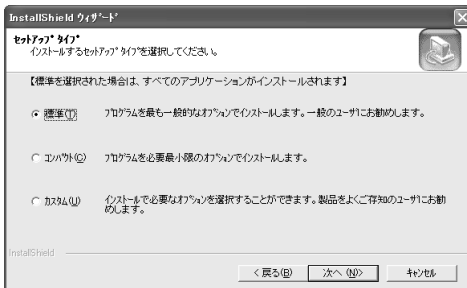 InstallShield ｳｨｻﾞｰﾄﾞ
ｾｯﾄｱｯﾌﾟ ﾀｲﾌﾟ
インストールするｾｯﾄｱｯﾌﾟ ﾀｲﾌﾟを選択してください。
【標準を選択された場合は、すべてのアプリケーションがインストールされます】
標準(T)
ﾌﾟﾛｸﾞﾗﾑを最も一般的なｵﾌﾟｼｮﾝでインストールします。一般のﾕｰｻﾞにお勧めします。
ｺﾝﾊﾟｸﾄ(C)
ﾌﾟﾛｸﾞﾗﾑを必要最小限のｵﾌﾟｼｮﾝでインストールします。
ｶｽﾀﾑ(U)
ｲﾝｽﾄｰﾙで必要なｵﾌﾟｼｮﾝを選択することができます。製品をよくご存知のﾕｰｻﾞにお勧
めします。
InstallShield
< 戻る(B)
次へ (N)>
ｷｬﾝｾﾙ